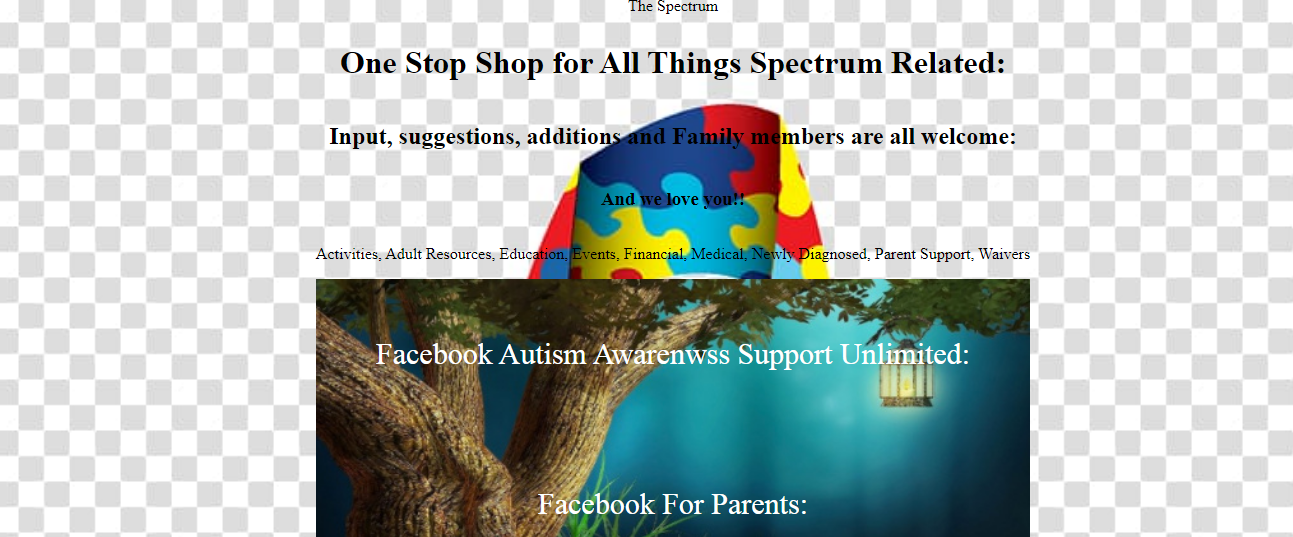 The Spectrum
One Stop Shop for All Things Spectrum Related:
Input, suggestions, additions and Family members are all welcome:
And we love you!!
Activities, Adult Resources, Education, Events, Financial, Medical, Newly Diagnosed, Parent Support, Waivers
Facebook Autism Awarenwss Support Unlimited:
Facebook For Parents: